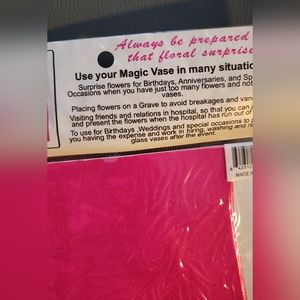 Always be prepared
that floral surprise
Use your Magic Vase in many situatio
Surprise flowers for Birthdays, Anniversaries, and Sp
Occasions when you have just too many flowers and not
vases.
Placing flowers on a Grave to avoid breakages and van
Visiting friends and relations in hospital, so that you can
and present the flowers when the hospital has run out of
To use for Birthdays ,Weddings and special occasions to
you having the expense and work in hiring, washing and re
glass vases after the event.
MADE